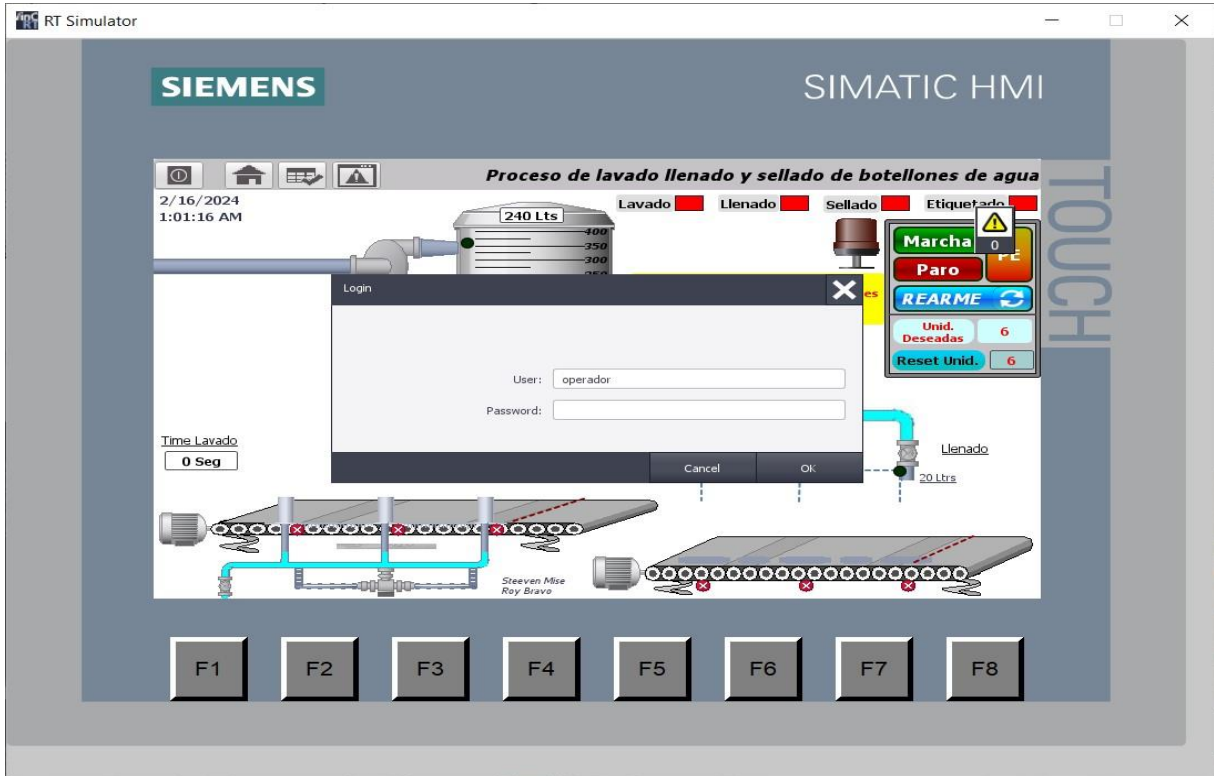 RT Simulator
SIEMENS
SIMATIC HMI
TOUCH
Proceso de lavado llenado y sellado de botellones de agua
2/16/2024
1:01:16 AM
Lavado Llenado Sellado Etiquetado
240 Lts
400
350
300
Marcha
0
Paro
REARME
Unid.
Deseadas 6
Reset Unid. 6
es
Login
User: operador
Password:
Cancel OK
Time Lavado
0 Seg
Llenado
20 Ltrs
Steeven Mise
Roy Bravo
F1 F2 F3 F4 F5 F6 F7 F8